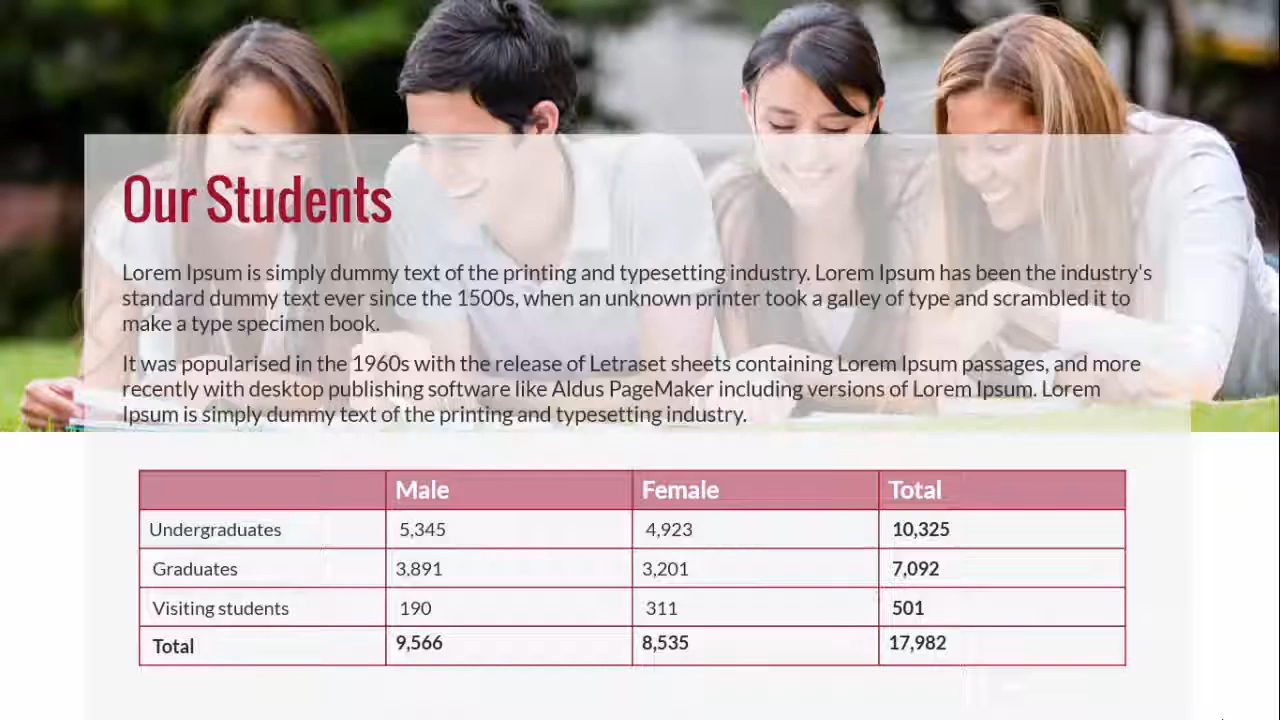 Our Students
Lorem Ipsum is simply dummy text of the printing and typesetting industry. Lorem Ipsum has been the industry's
standard dummy text ever since the 1500s, when an unknown printer took a galley of type and scrambled it to
make a type specimen book.
It was popularised in the 1960s with the release of Letraset sheets containing Lorem Ipsum passages, and more
recently with desktop publishing software like Aldus PageMaker including versions of Lorem Ipsum. Lorem
Ipsum is simply dummy text of the printing and typesetting industry.
Male Female Total
Undergraduates 5,345 4,923 10,325
Graduates 3,891 3,201 7,092
Visiting students 190 311 501
Total 9,566 8,535 17,982